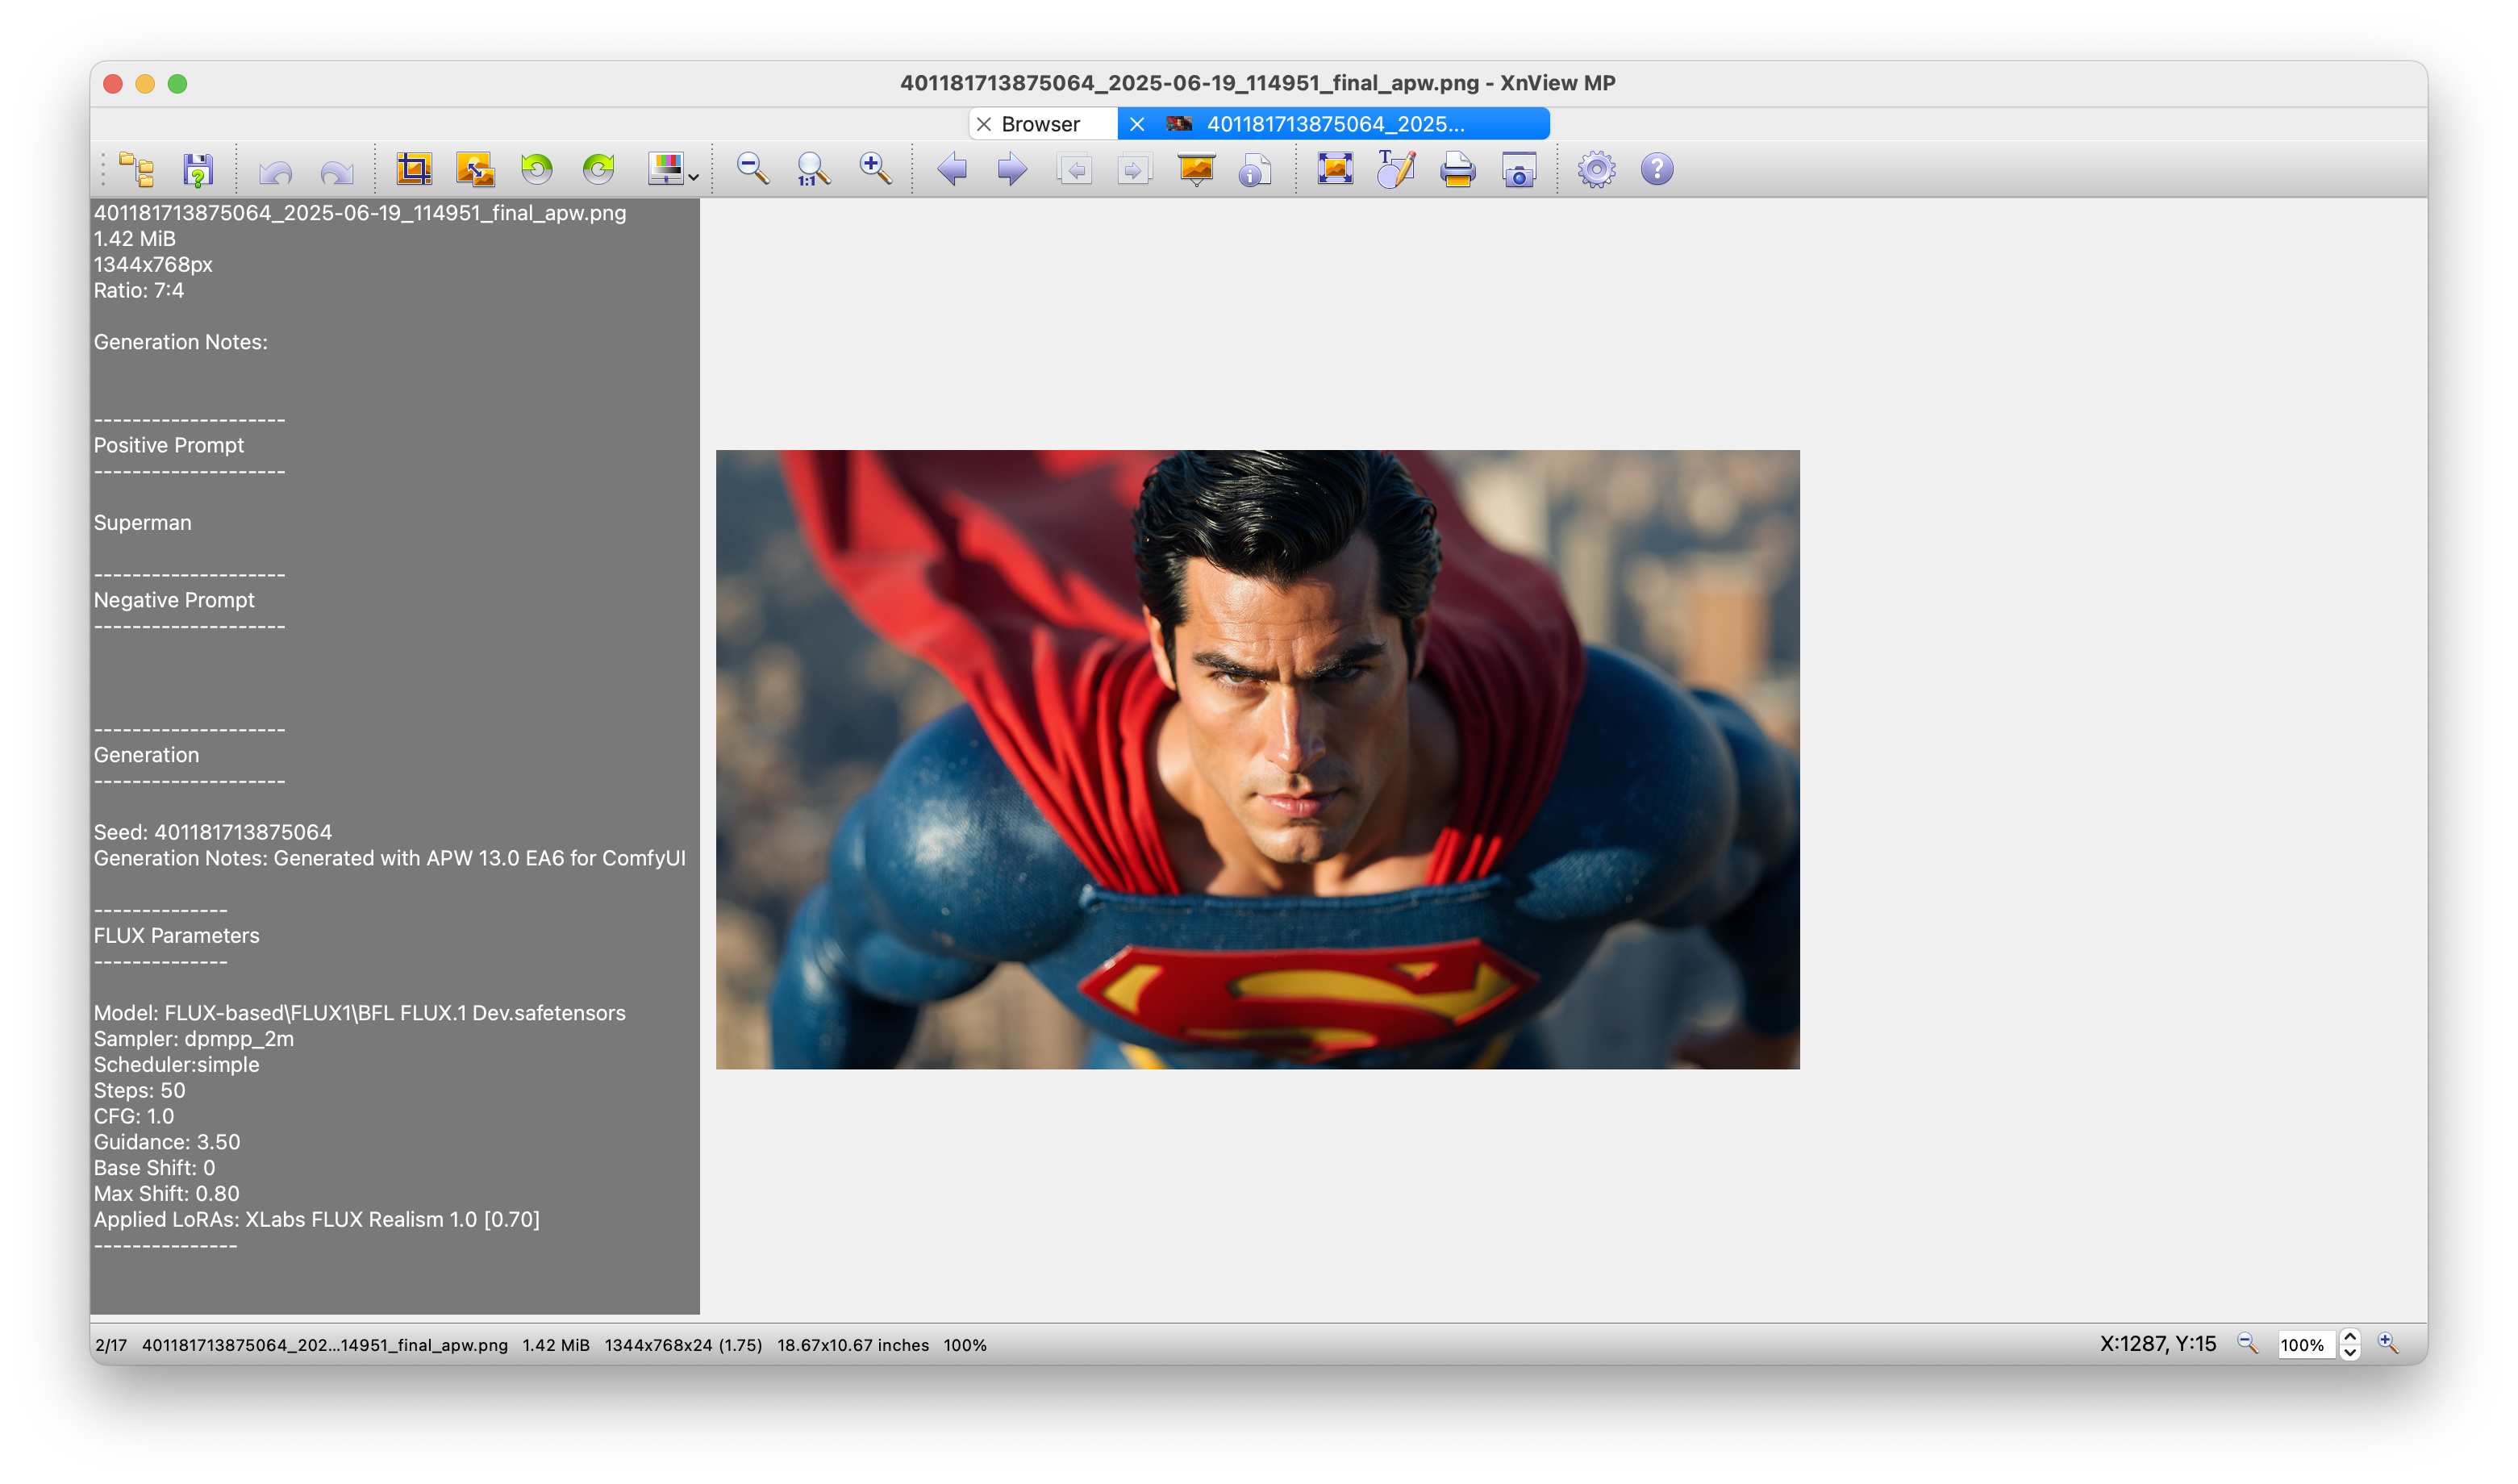 401181713875064_2025-06-19_114951_final_apw.png - XnView MP
Browser
401181713875064_2025...
1:1
T
401181713875064_2025-06-19_114951_final_apw.png
1.42 MiB
1344x768px
Ratio: 7:4
Generation Notes:
--------------------
Positive Prompt
--------------------
Superman
--------------------
Negative Prompt
--------------------
--------------------
Generation
--------------------
Seed: 401181713875064
Generation Notes: Generated with APW 13.0 EA6 for ComfyUI
--------------
FLUX Parameters
--------------
Model: FLUX-based\FLUX1\BFL FLUX.1 Dev.safetensors
Sampler: dpmpp_2m
Scheduler:simple
Steps: 50
CFG: 1.0
Guidance: 3.50
Base Shift: 0
Max Shift: 0.80
Applied LoRAs: XLabs FLUX Realism 1.0 [0.70]
---------------
S
2/17 401181713875064_202...14951_final_apw.png 1.42 MiB 1344x768x24 (1.75) 18.67x10.67 inches 100%
X:1287, Y:15
100%